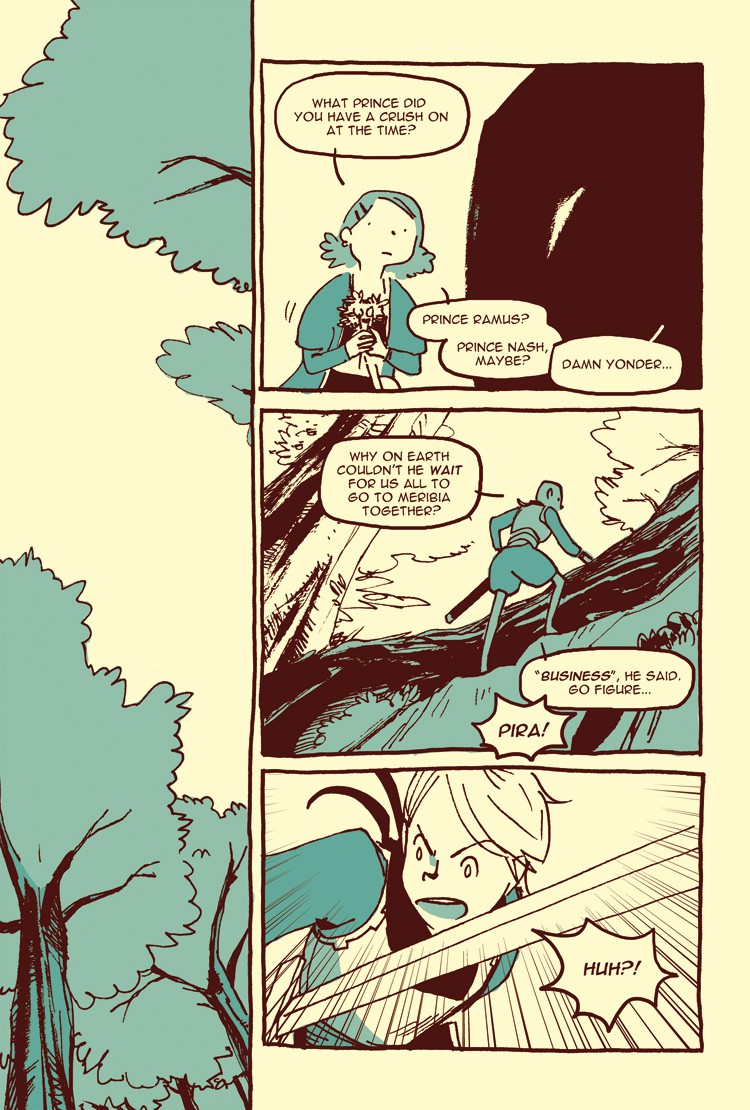 WHAT PRINCE DID
YOU HAVE A CRUSH ON
AT THE TIME?
PRINCE RAMUS?
PRINCE NASH,
MAYBE?
DAMN YONDER...
WHY ON EARTH
COULDN'T HE WAIT
FOR US ALL TO
GO TO MERIBIA
TOGETHER?
"BUSINESS", HE SAID.
GO FIGURE...
PIRA!
HUH?!